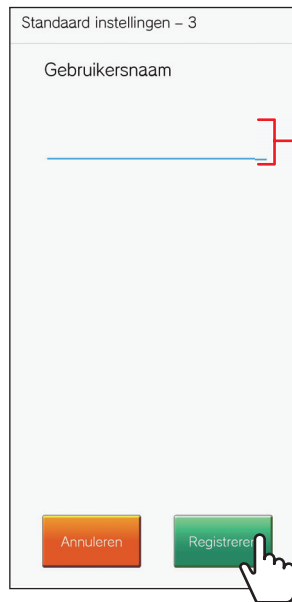 Standaard instellingen – 3
Gebruikersnaam
Annuleren
Registreren